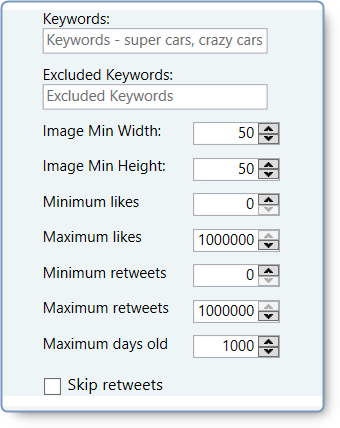 Keywords:
Keywords - super cars, crazy cars
Excluded Keywords:
Excluded Keywords
Image Min Width: 50
Image Min Height: 50
Minimum likes 0
Maximum likes 1000000
Minimum retweets 0
Maximum retweets 1000000
Maximum days old 1000
Skip retweets